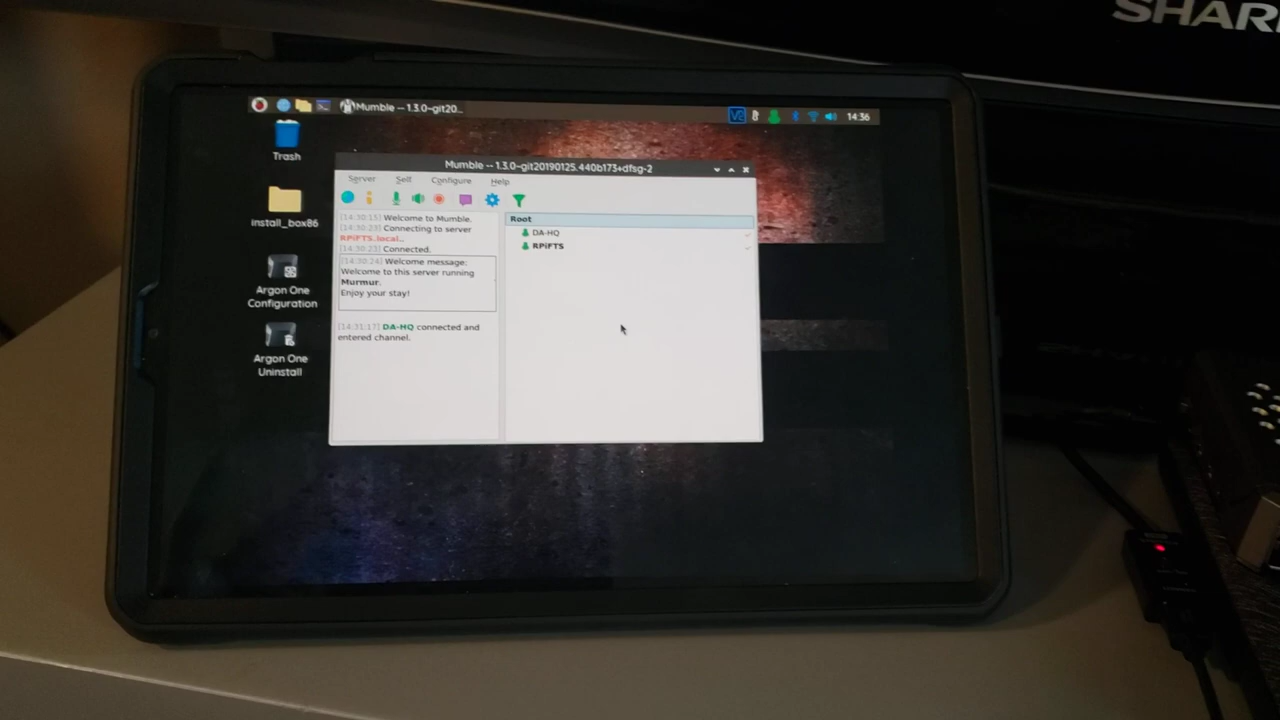 SHAR
Mumble -- 1.3.0~git20...
V2
14:36
Trash
install_box86
Argon One
Configuration
Argon One
Uninstall
Mumble -- 1.3.0~git20190125.440b173+dfsg-2
Server Self Configure Help
[14:30:15] Welcome to Mumble.
[14:30:23] Connecting to server
RPiFTS.local..
[14:30:23] Connected.
[14:30:24] Welcome message:
Welcome to this server running
Murmur.
Enjoy your stay!
[14:31:17] DA-HQ connected and
entered channel.
Root
DA-HQ
RPiFTS